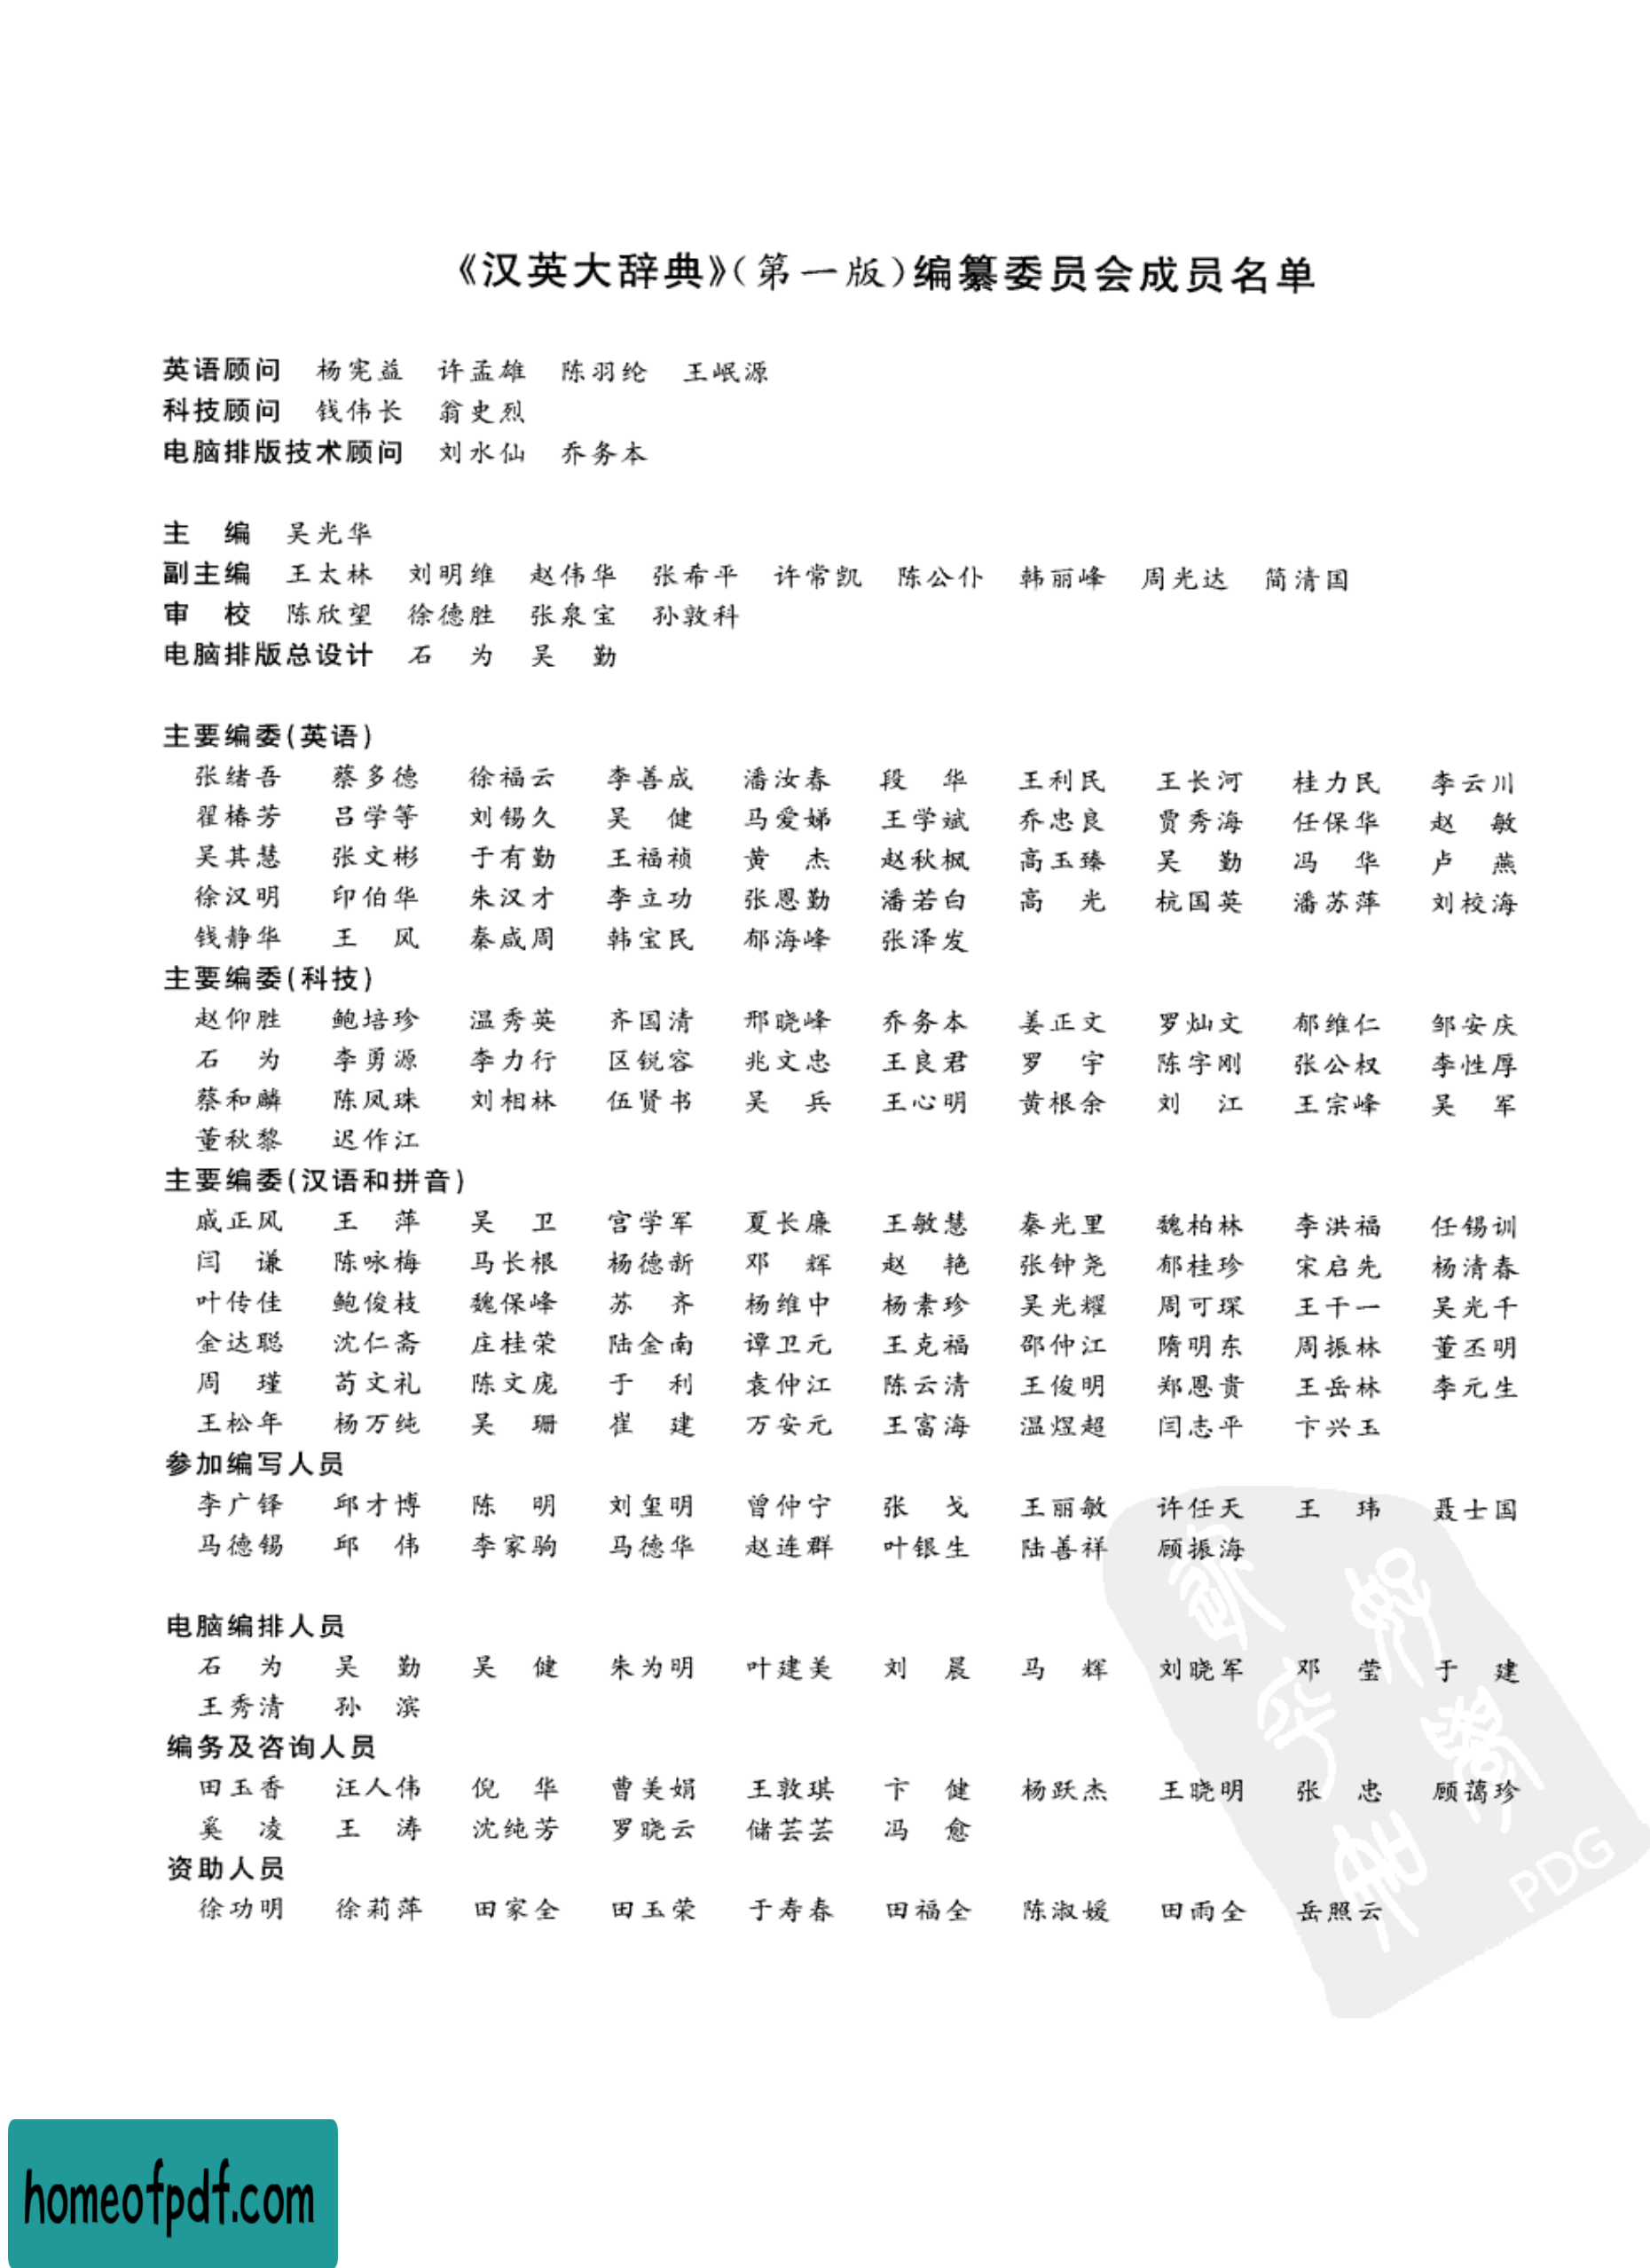 《汉英大辞典》(第一版)编纂委员会成员名单
英语顾问 杨宪益 许孟雄 陈羽纶 王岷源
科技顾问 钱伟长 翁史烈
电脑排版技术顾问 刘水仙 乔务本
主 编 吴光华
副主编 王太林 刘明维 赵伟华 张希平 许常凯 陈公仆 韩丽峰 周光达 简清国
审 校 陈欣望 徐德胜 张泉宝 孙敦科
电脑排版总设计 石 为 吴 勤
主要编委(英语)
张绪吾 蔡多德 徐福云 李善成 潘汝春 段 华 王利民 王长河 桂力民 李云川
翟椿芳 吕学等 刘锡久 吴 健 马爱娣 王学斌 乔忠良 贾秀海 任保华 赵 敏
吴其慧 张文彬 于有勤 王福祯 黄 杰 赵秋枫 高玉臻 吴 勤 冯 华 卢 燕
徐汉明 印伯华 朱汉才 李立功 张恩勤 潘若白 高 光 杭国英 潘苏萍 刘校海
钱静华 王 风 秦咸周 韩宝民 郁海峰 张泽发
主要编委(科技)
赵仰胜 鲍培珍 温秀英 齐国清 邢晓峰 乔务本 姜正文 罗灿文 郁维仁 邹安庆
石 为 李勇源 李力行 区锐容 兆文忠 王良君 罗 宇 陈字刚 张公权 李性厚
蔡和麟 陈凤珠 刘相林 伍贤书 吴 兵 王心明 黄根余 刘 江 王宗峰 吴 军
董秋黎 迟作江
主要编委(汉语和拼音)
戚正风 王 萍 吴 卫 宫学军 夏长廉 王敏慧 秦光里 魏柏林 李洪福 任锡训
闫 谦 陈咏梅 马长根 杨德新 邓 辉 赵 艳 张钟尧 郁桂珍 宋启先 杨清春
叶传佳 鲍俊枝 魏保峰 苏 齐 杨维中 杨素珍 吴光耀 周可琛 王干一 吴光千
金达聪 沈仁斋 庄桂荣 陆金南 谭卫元 王克福 邵仲江 隋明东 周振林 董丕明
周 瑾 苟文礼 陈文庞 于 利 袁仲江 陈云清 王俊明 郑恩贵 王岳林 李元生
王松年 杨万纯 吴 珊 崔 建 万安元 王富海 温煜超 闫志平 卞兴玉
参加编写人员
李广铎 邱才博 陈 明 刘玺明 曾仲宁 张 戈 王丽敏 许任天 王 玮 聂士国
马德锡 邱 伟 李家驹 马德华 赵连群 叶银生 陆善祥 顾振海
电脑编排人员
石 为 吴 勤 吴 健 朱为明 叶建美 刘 晨 马 辉 刘晓军 邓 莹 于 建
王秀清 孙 滨
编务及咨询人员
田玉香 汪人伟 倪 华 曹美娟 王敦琪 卞 健 杨跃杰 王晓明 张 忠 顾蔼珍
奚 凌 王 涛 沈纯芳 罗晓云 储芸芸 冯 愈
资助人员
徐功明 徐莉萍 田家全 田玉荣 于寿春 田福全 陈淑媛 田雨全 岳照云
PDG
homeofpdf.com